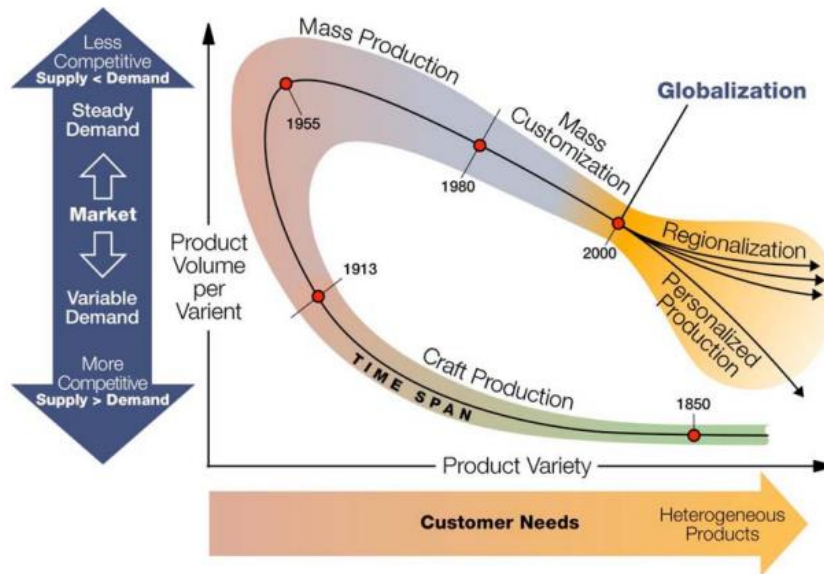 Less
Competitive
Supply < Demand
Steady
Demand
Market
Variable
Demand
More
Competitive
Supply > Demand
Product
Volume
per
Varient
Mass Production
Mass
Customization
Globalization
1955
1980
2000
Regionalization
Personalized
Production
1913
Craft Production
TIME SPAN
1850
Product Variety
Customer Needs
Heterogeneous
Products